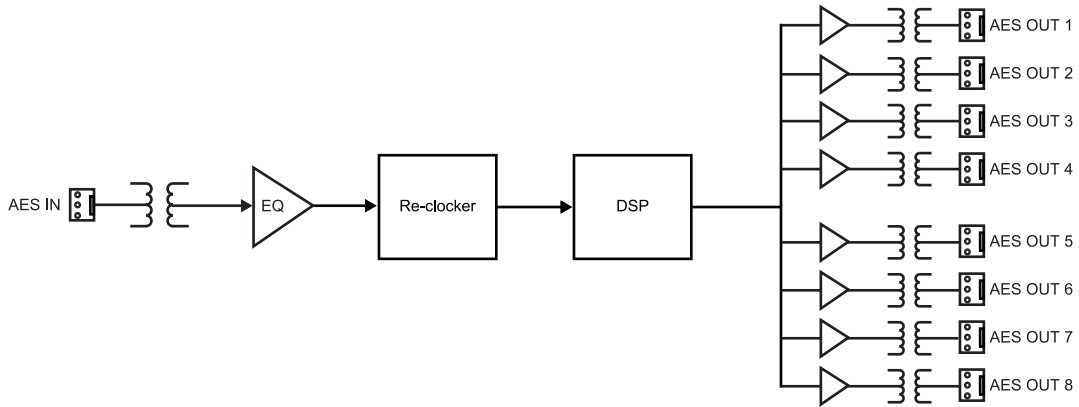 AES IN
EQ
Re-clocker
DSP
AES OUT 1
AES OUT 2
AES OUT 3
AES OUT 4
AES OUT 5
AES OUT 6
AES OUT 7
AES OUT 8